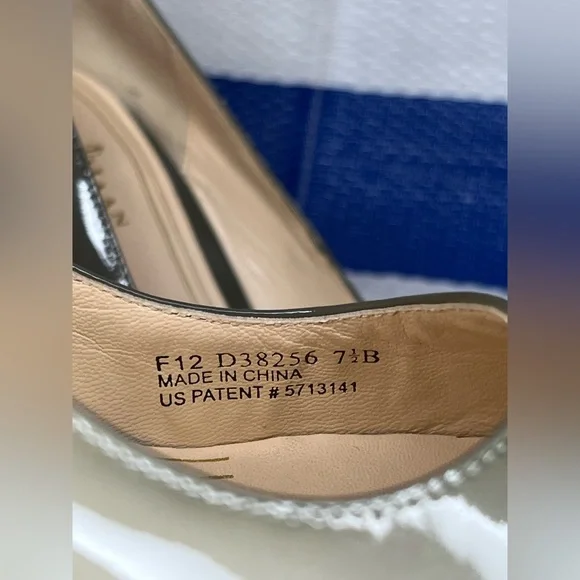 F12 D38256 7½B
MADE IN CHINA
US PATENT # 5713141